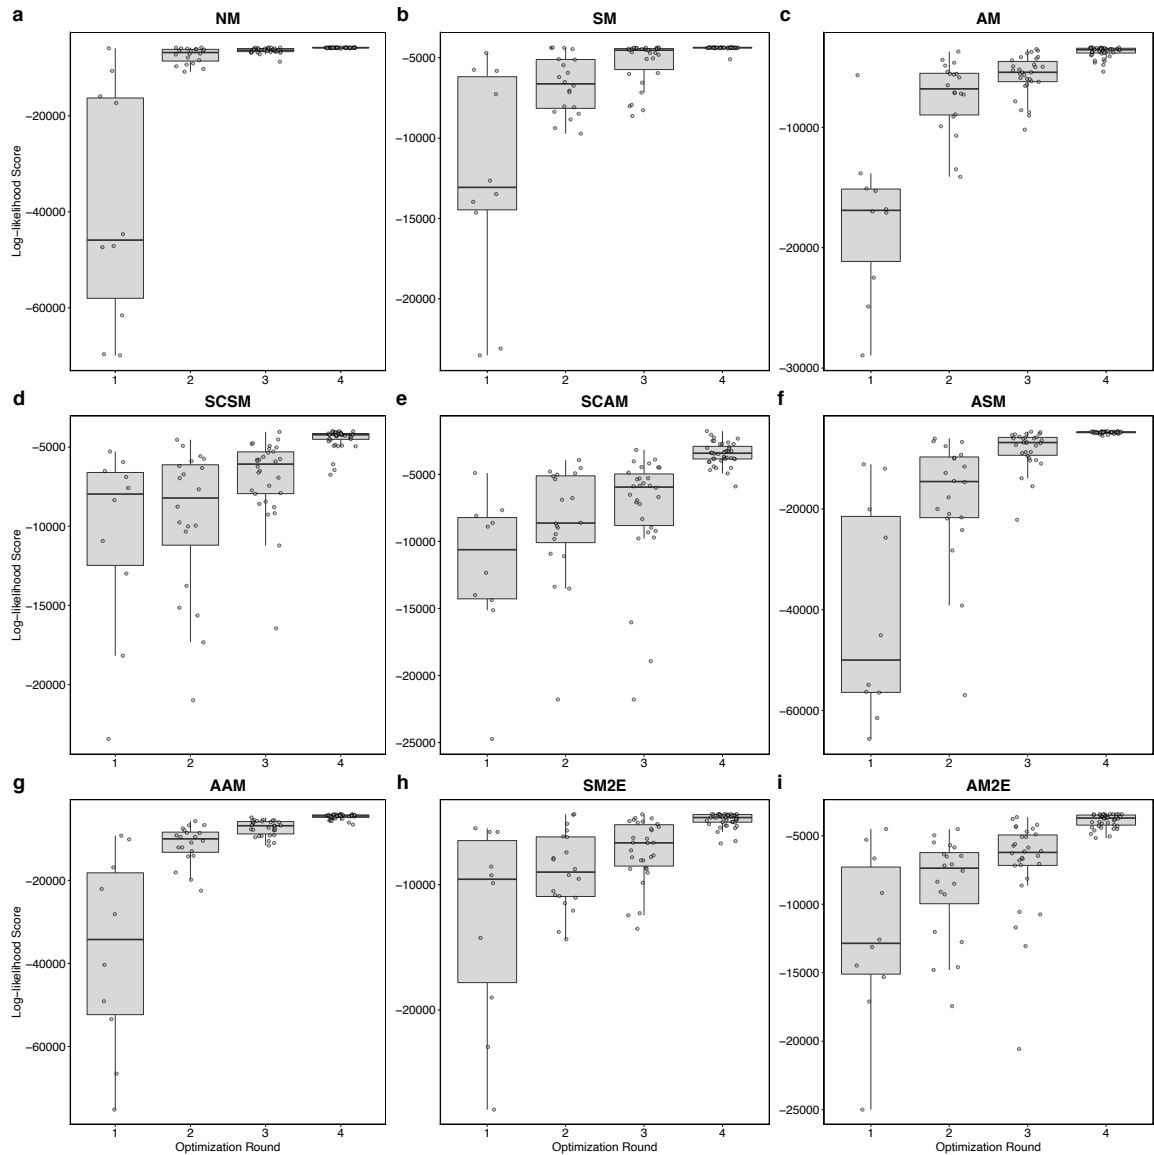 a NM b SM c AM
Log-likelihood Score
−20000
−40000
−60000
1 2 3 4
−5000
−10000
−15000
−20000
1 2 3 4
−10000
−20000
−30000
1 2 3 4
d SCSM e SCAM f ASM
Log-likelihood Score
−5000
−10000
−15000
−20000
1 2 3 4
−5000
−10000
−15000
−20000
−25000
1 2 3 4
−20000
−40000
−60000
1 2 3 4
g AAM h SM2E i AM2E
Log-likelihood Score
−20000
−40000
−60000
1 2 3 4
Optimization Round
−10000
−20000
1 2 3 4
Optimization Round
−5000
−10000
−15000
−20000
−25000
1 2 3 4
Optimization Round